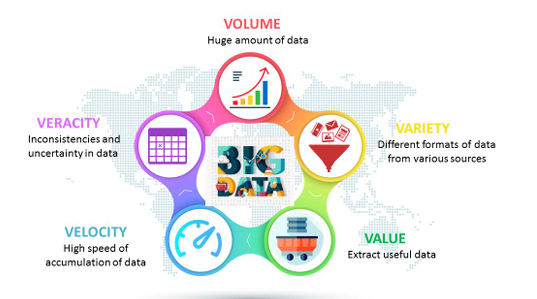 VOLUME
Huge amount of data
VERACITY
Inconsistencies and
uncertainty in data
VARIETY
Different formats of data
from various sources
BIG
DATA
VELOCITY
High speed of
accumulation of data
VALUE
Extract useful data